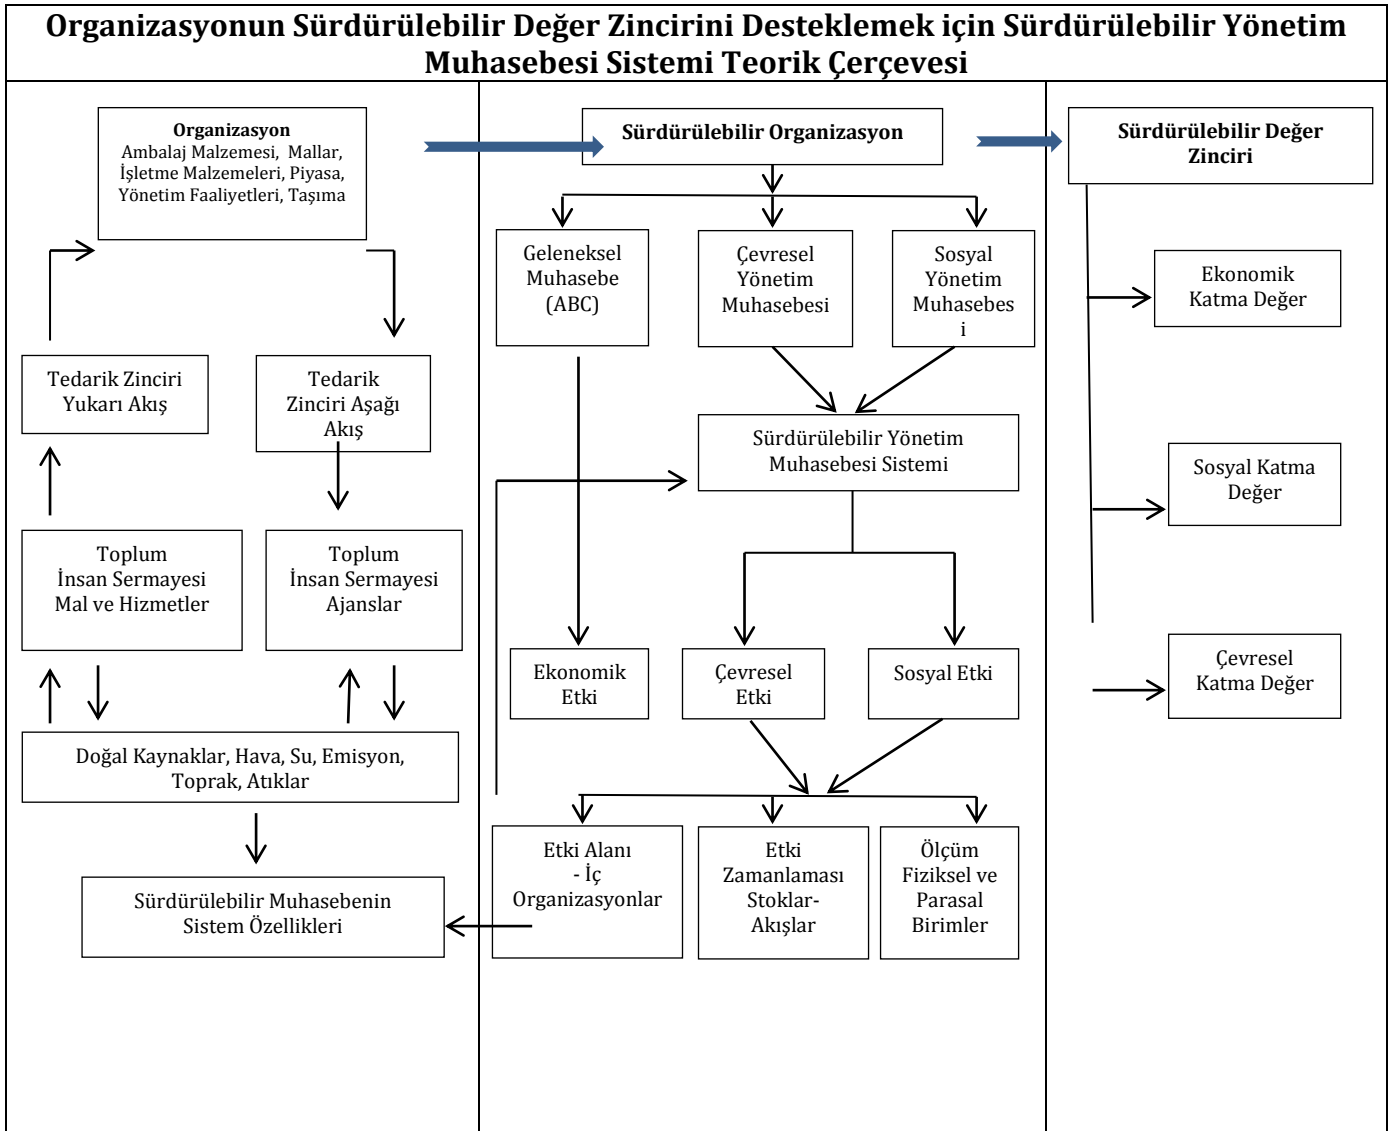 Organizasyonun Sürdürülebilir Değer Zincirini Desteklemek için Sürdürülebilir Yönetim
Muhasebesi Sistemi Teorik Çerçevesi
Organizasyon
Ambalaj Malzemesi, Mallar,
İşletme Malzemeleri, Piyasa,
Yönetim Faaliyetleri, Taşıma
Tedarik Zinciri
Yukarı Akış
Tedarik
Zinciri Aşağı
Akış
Toplum
İnsan Sermayesi
Mal ve Hizmetler
Toplum
İnsan Sermayesi
Ajanslar
Doğal Kaynaklar, Hava, Su, Emisyon,
Toprak, Atıklar
Sürdürülebilir Muhasebenin
Sistem Özellikleri
Sürdürülebilir Organizasyon
Geleneksel
Muhasebe
(ABC)
Çevresel
Yönetim
Muhasebesi
Sosyal
Yönetim
Muhasebes
i
Sürdürülebilir Yönetim
Muhasebesi Sistemi
Ekonomik
Etki
Çevresel
Etki
Sosyal Etki
Etki Alanı
- İç
Organizasyonlar
Etki
Zamanlaması
Stoklar-
Akışlar
Ölçüm
Fiziksel ve
Parasal
Birimler
Sürdürülebilir Değer
Zinciri
Ekonomik
Katma Değer
Sosyal Katma
Değer
Çevresel
Katma Değer